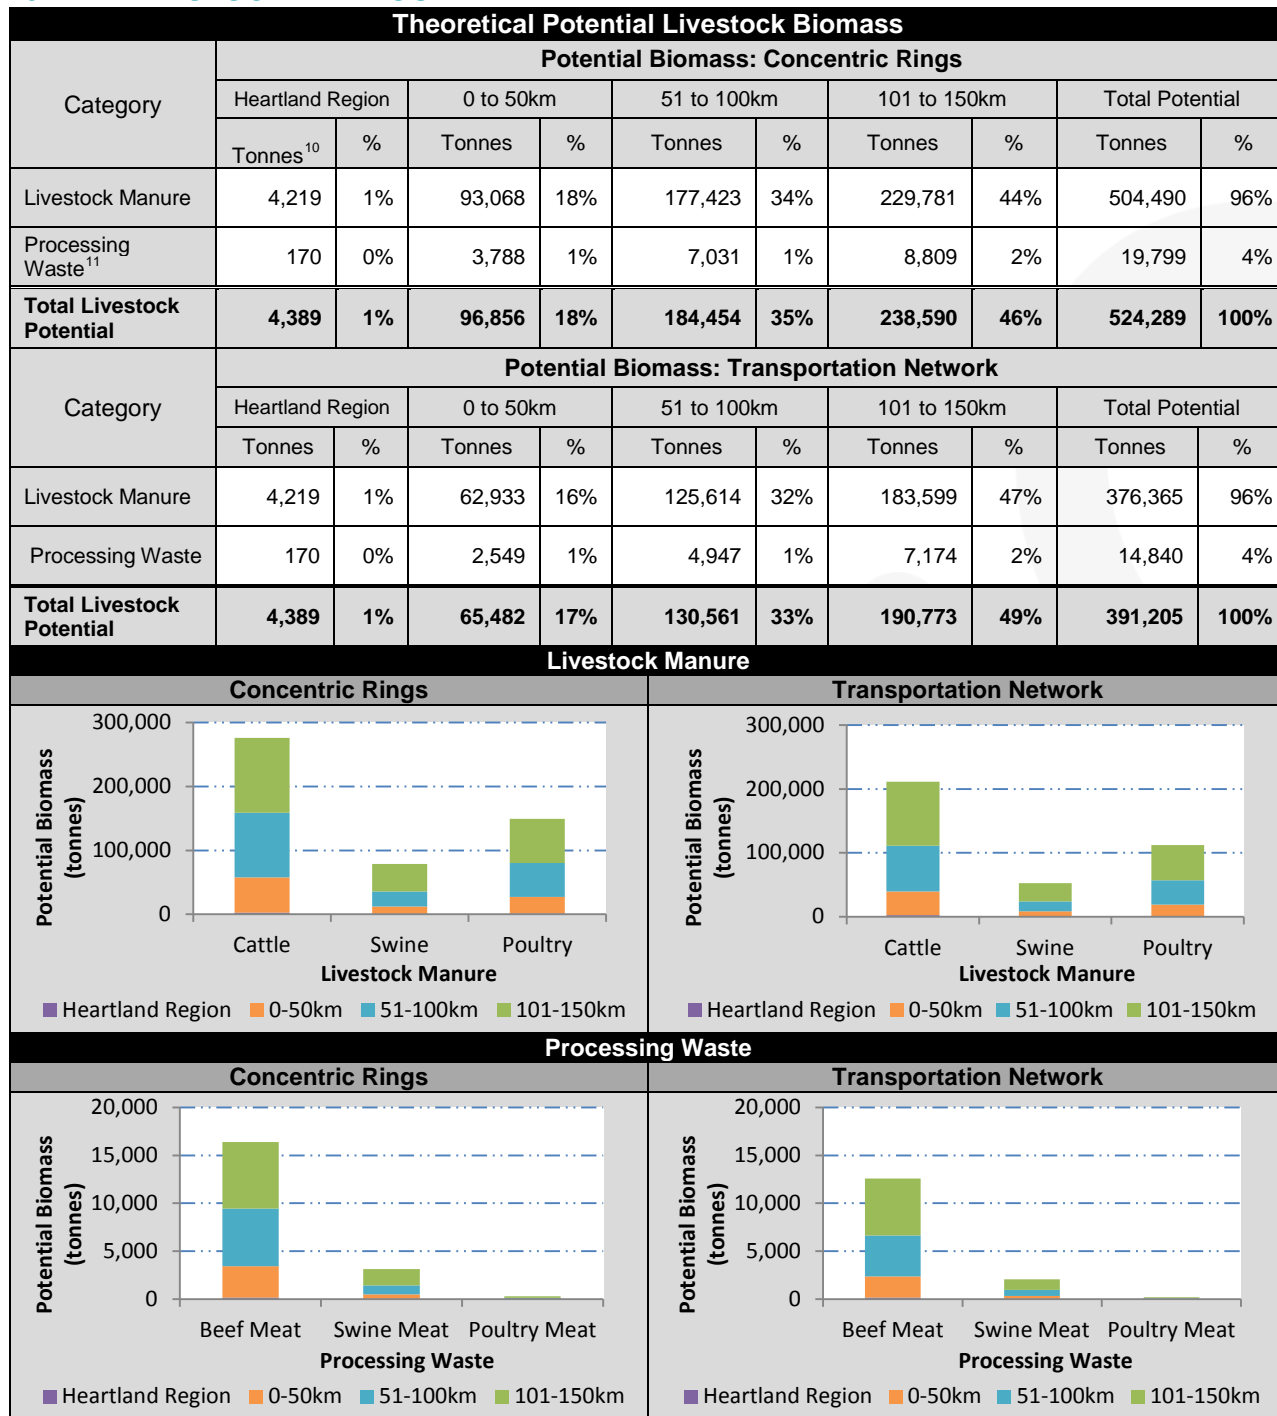 Theoretical Potential Livestock Biomass
Category
Potential Biomass: Concentric Rings
Heartland Region 0 to 50km 51 to 100km 101 to 150km Total Potential
Tonnes10 % Tonnes % Tonnes % Tonnes % Tonnes %
Livestock Manure 4,219 1% 93,068 18% 177,423 34% 229,781 44% 504,490 96%
Processing
Waste11 170 0% 3,788 1% 7,031 1% 8,809 2% 19,799 4%
Total Livestock
Potential 4,389 1% 96,856 18% 184,454 35% 238,590 46% 524,289 100%
Category
Potential Biomass: Transportation Network
Heartland Region 0 to 50km 51 to 100km 101 to 150km Total Potential
Tonnes % Tonnes % Tonnes % Tonnes % Tonnes %
Livestock Manure 4,219 1% 62,933 16% 125,614 32% 183,599 47% 376,365 96%
Processing Waste 170 0% 2,549 1% 4,947 1% 7,174 2% 14,840 4%
Total Livestock
Potential 4,389 1% 65,482 17% 130,561 33% 190,773 49% 391,205 100%
Livestock Manure
Concentric Rings
Potential Biomass
(tonnes)
300,000
200,000
100,000
0
Cattle Swine Poultry
Livestock Manure
Heartland Region 0-50km 51-100km 101-150km
Transportation Network
Potential Biomass
(tonnes)
300,000
200,000
100,000
0
Cattle Swine Poultry
Livestock Manure
Heartland Region 0-50km 51-100km 101-150km
Processing Waste
Concentric Rings
Potential Biomass
(tonnes)
20,000
15,000
10,000
5,000
0
Beef Meat Swine Meat Poultry Meat
Processing Waste
Heartland Region 0-50km 51-100km 101-150km
Transportation Network
Potential Biomass
(tonnes)
20,000
15,000
10,000
5,000
0
Beef Meat Swine Meat Poultry Meat
Processing Waste
Heartland Region 0-50km 51-100km 101-150km